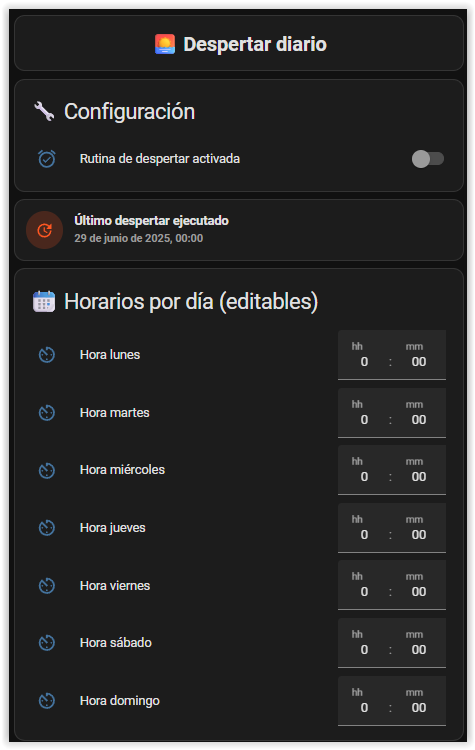 Despertar diario
Configuración
Rutina de despertar activada
Último despertar ejecutado
29 de junio de 2025, 00:00
Horarios por día (editables)
hh mm
Hora lunes 0 : 00
hh mm
Hora martes 0 : 00
hh mm
Hora miércoles 0 : 00
hh mm
Hora jueves 0 : 00
hh mm
Hora viernes 0 : 00
hh mm
Hora sábado 0 : 00
hh mm
Hora domingo 0 : 00